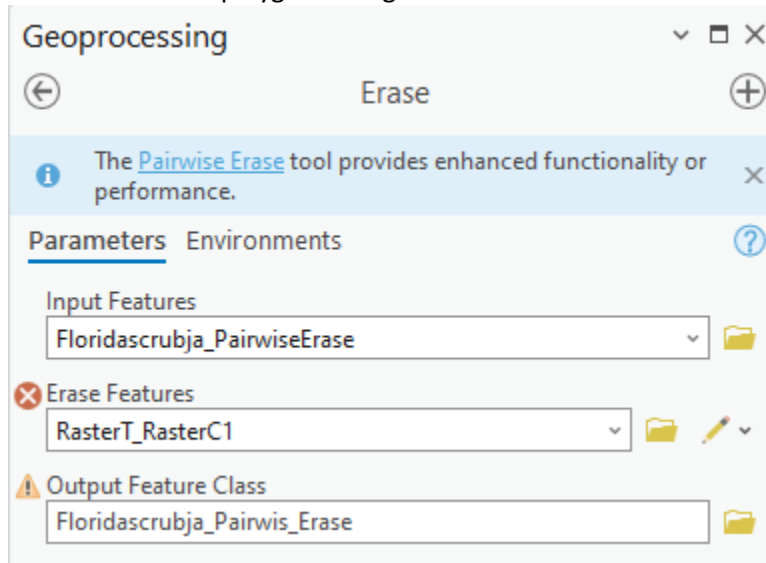 Geoprocessing
Erase
The Pairwise Erase tool provides enhanced functionality or
performance.
Parameters Environments
Input Features
Floridascrubja_PairwiseErase
Erase Features
RasterT_RasterC1
Output Feature Class
Floridascrubja_Pairwis_Erase